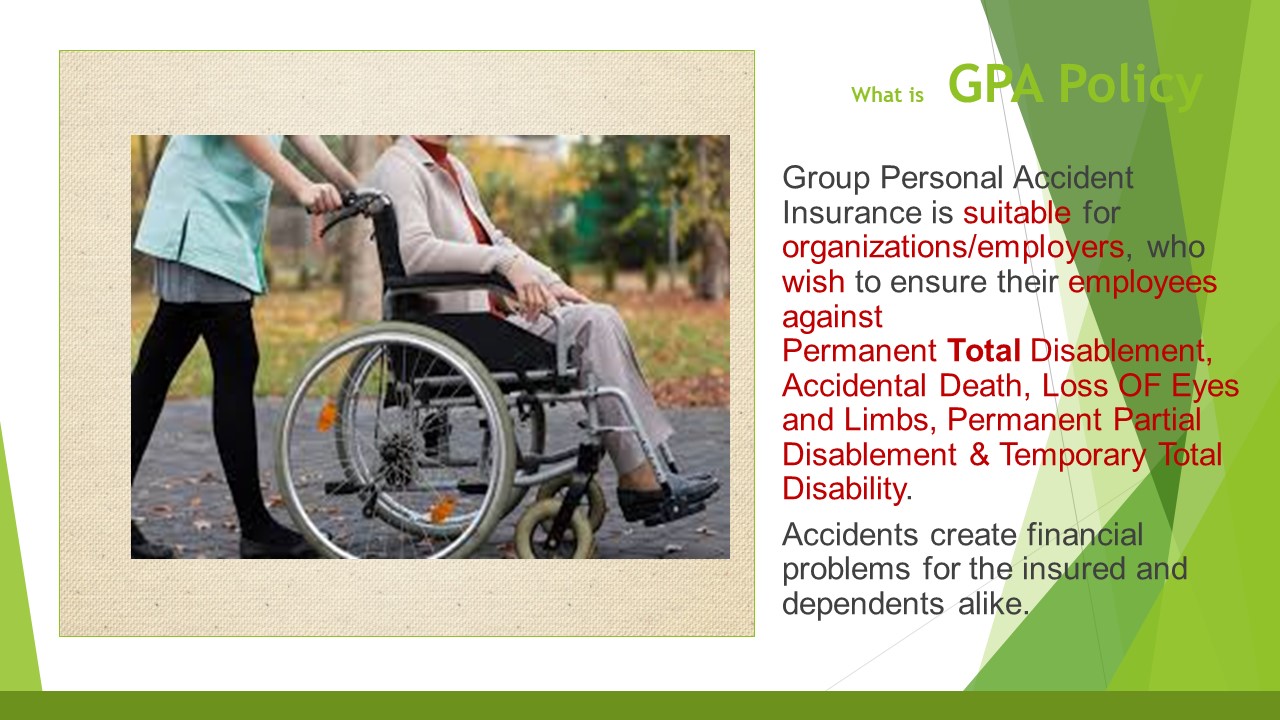 What is GPA Policy
Group Personal Accident
Insurance is suitable for
organizations/employers, who
wish to ensure their employees
against
Permanent Total Disablement,
Accidental Death, Loss OF Eyes
and Limbs, Permanent Partial
Disablement & Temporary Total
Disability.
Accidents create financial
problems for the insured and
dependents alike.